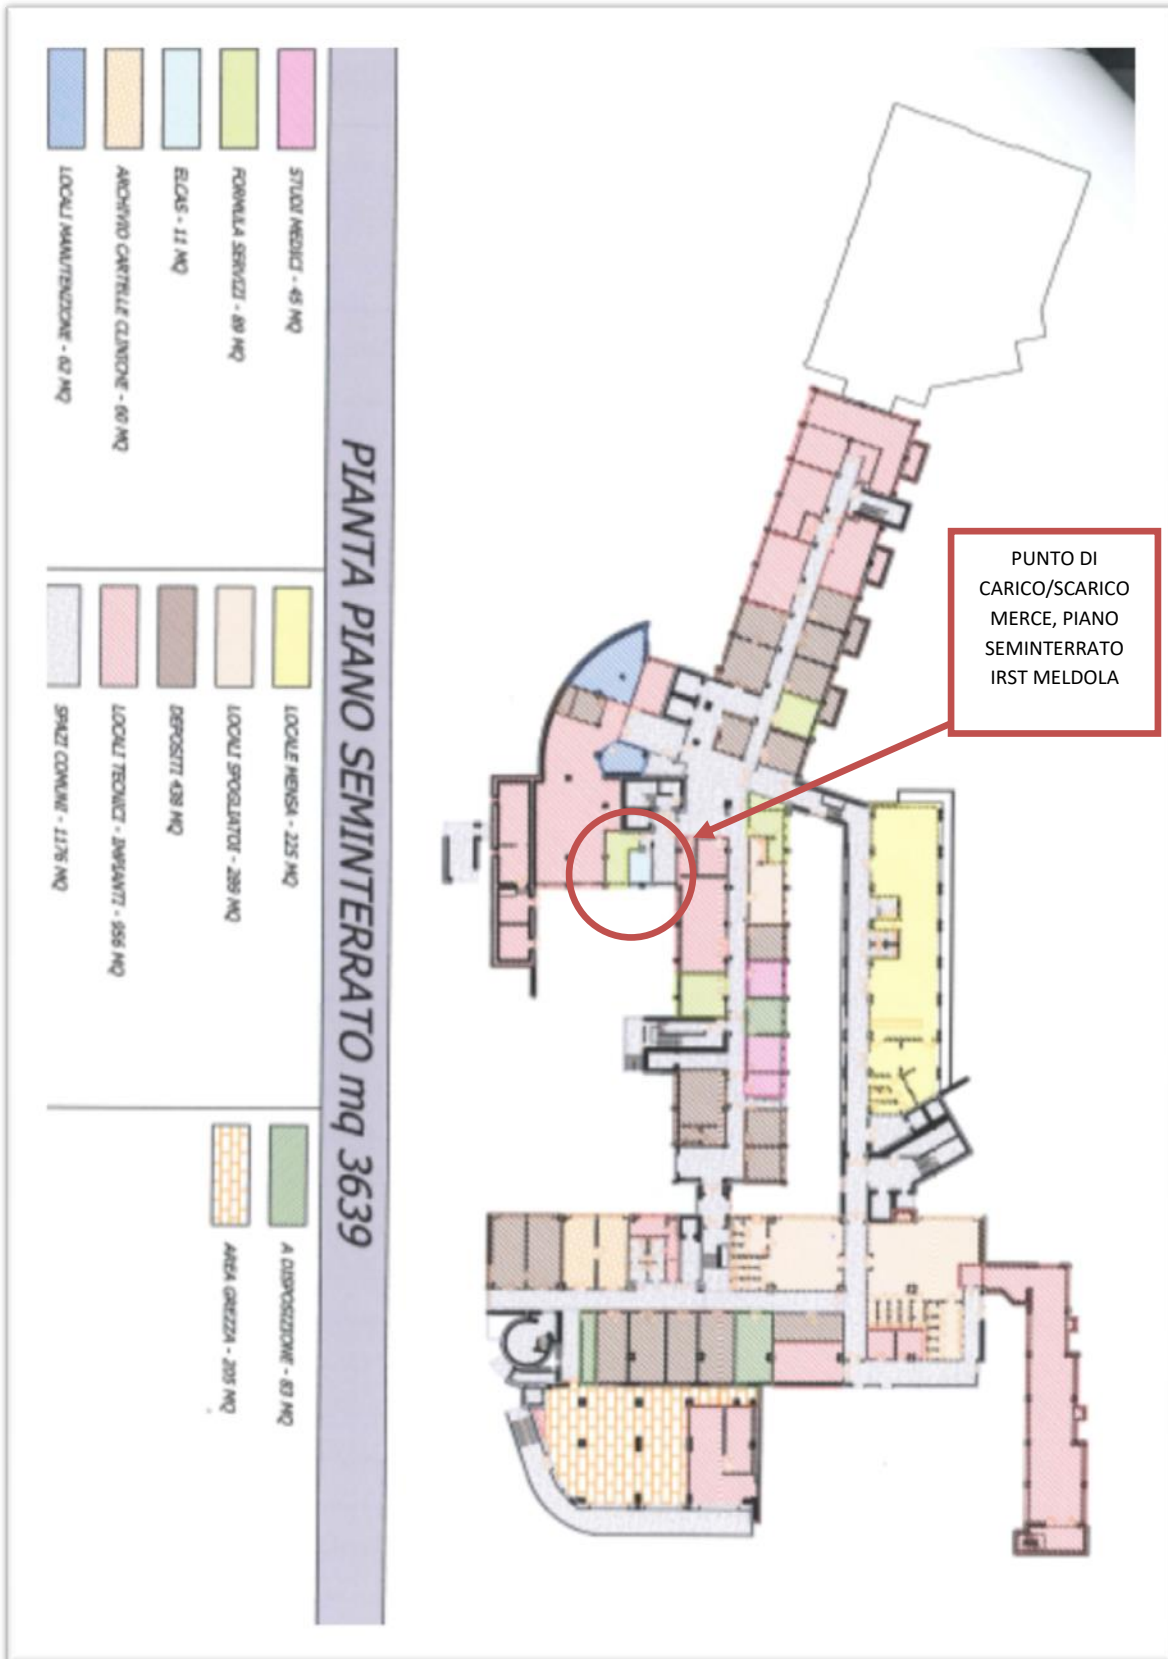 PUNTO DI
CARICO/SCARICO
MERCE, PIANO
SEMINTERRATO
IRST MELDOLA
PIANTA PIANO SEMINTERRATO mq 3639
STUDI MEDICI - 45 MQ
FORMULA SERVIZI - 89 MQ
ELCAS - 11 MQ
ARCHIVIO CARTELLE CLINICHE - 60 MQ
LOCALI MANUTENZIONE - 62 MQ
LOCALE MENSA - 225 MQ
LOCALI SPOGLIATOI - 289 MQ
DEPOSITI 438 MQ
LOCALI TECNICI - IMPIANTI - 956 MQ
SPAZI COMUNI - 1176 MQ
A DISPOSIZIONE - 83 MQ
AREA GREZZA - 205 MQ